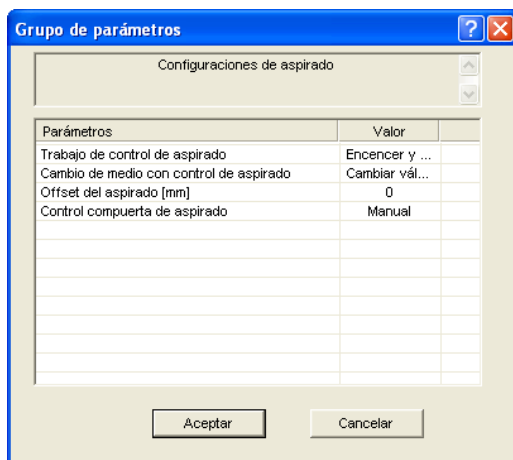 Grupo de parámetros
Configuraciones de aspirado
Parámetros Valor
Trabajo de control de aspirado Encencer y ...
Cambio de medio con control de aspirado Cambiar vál...
Offset del aspirado [mm] 0
Control compuerta de aspirado Manual
Aceptar Cancelar